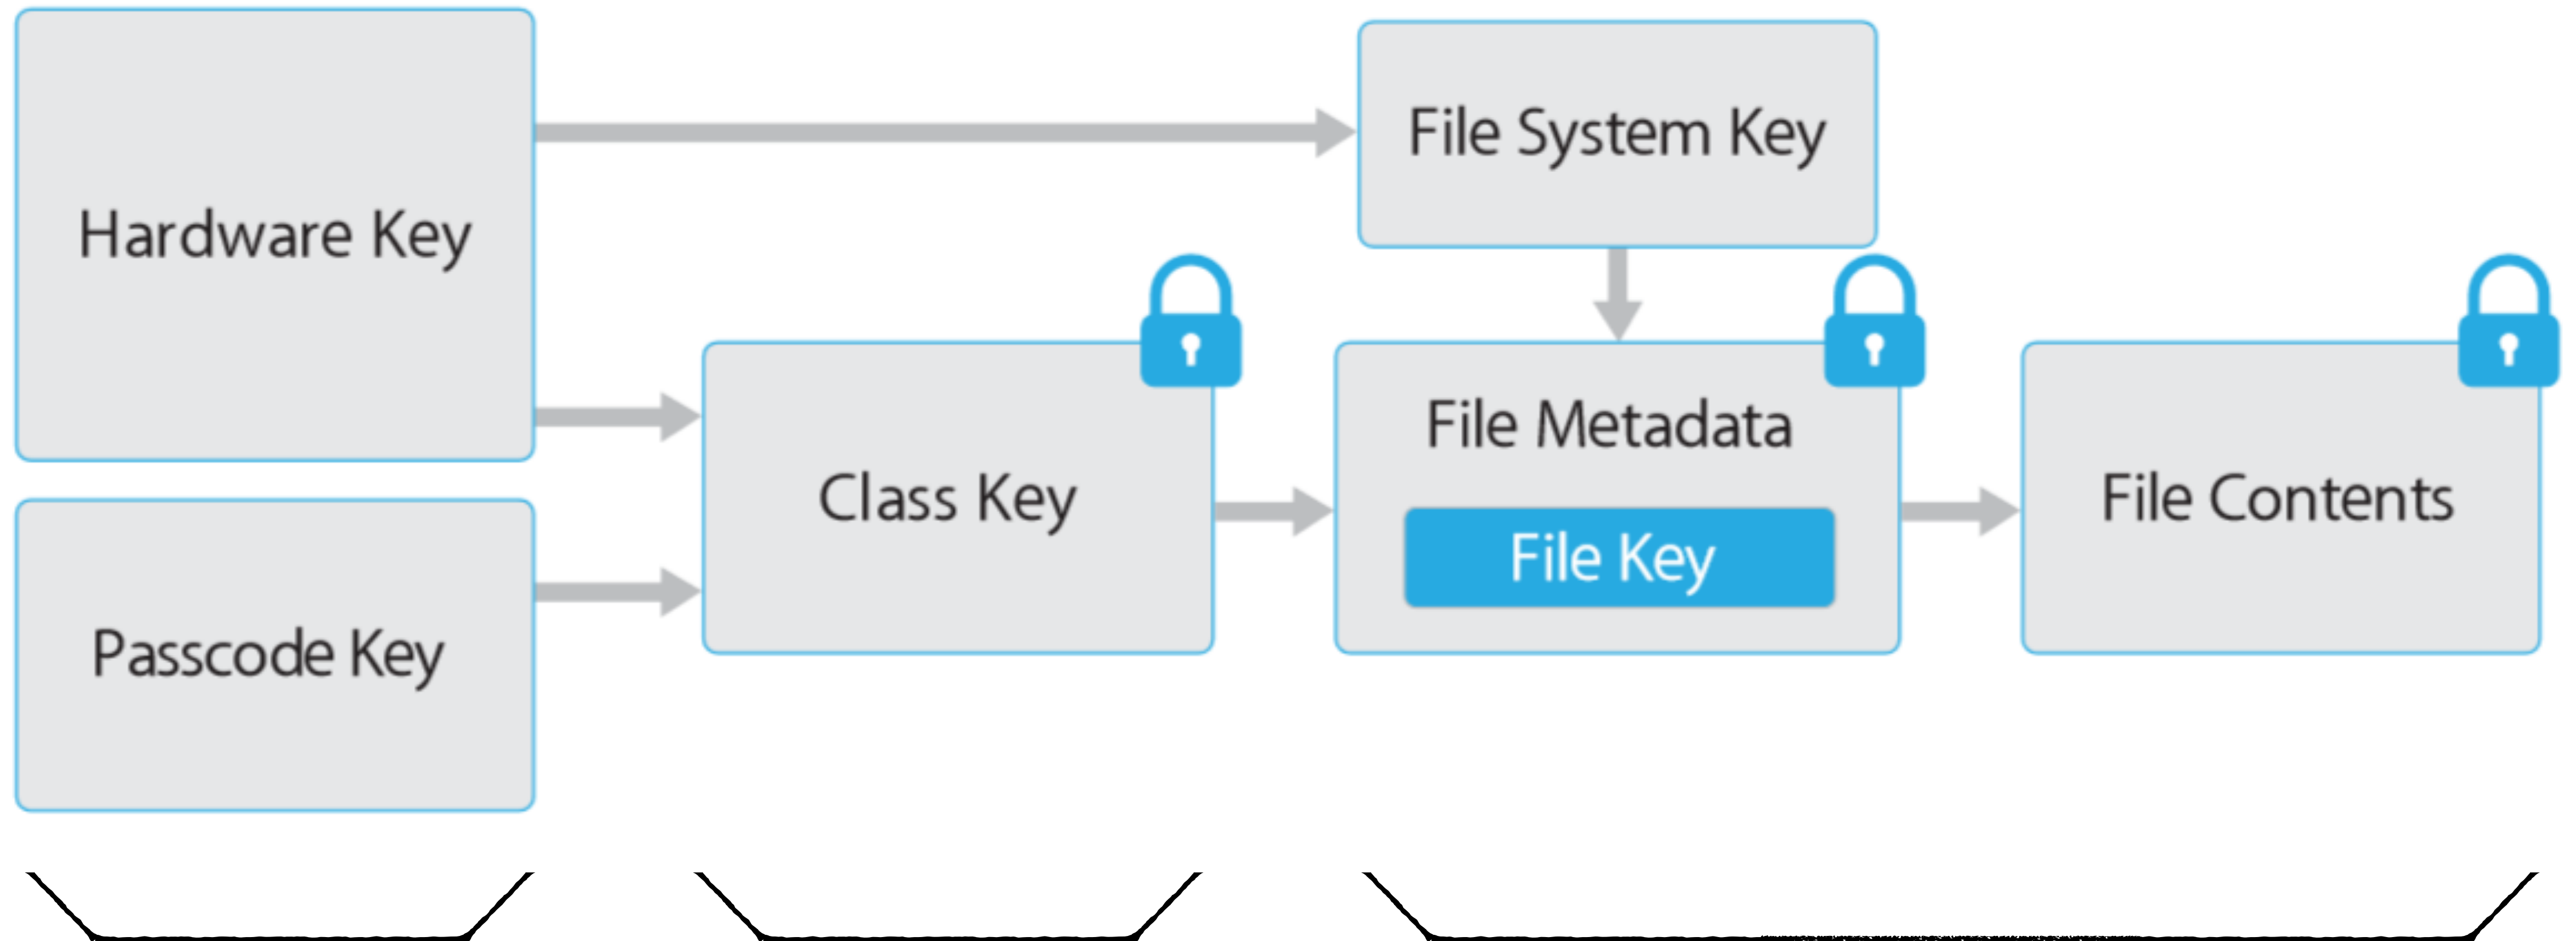 Hardware Key
File System Key
Class Key
File Metadata
File Key
File Contents
Passcode Key